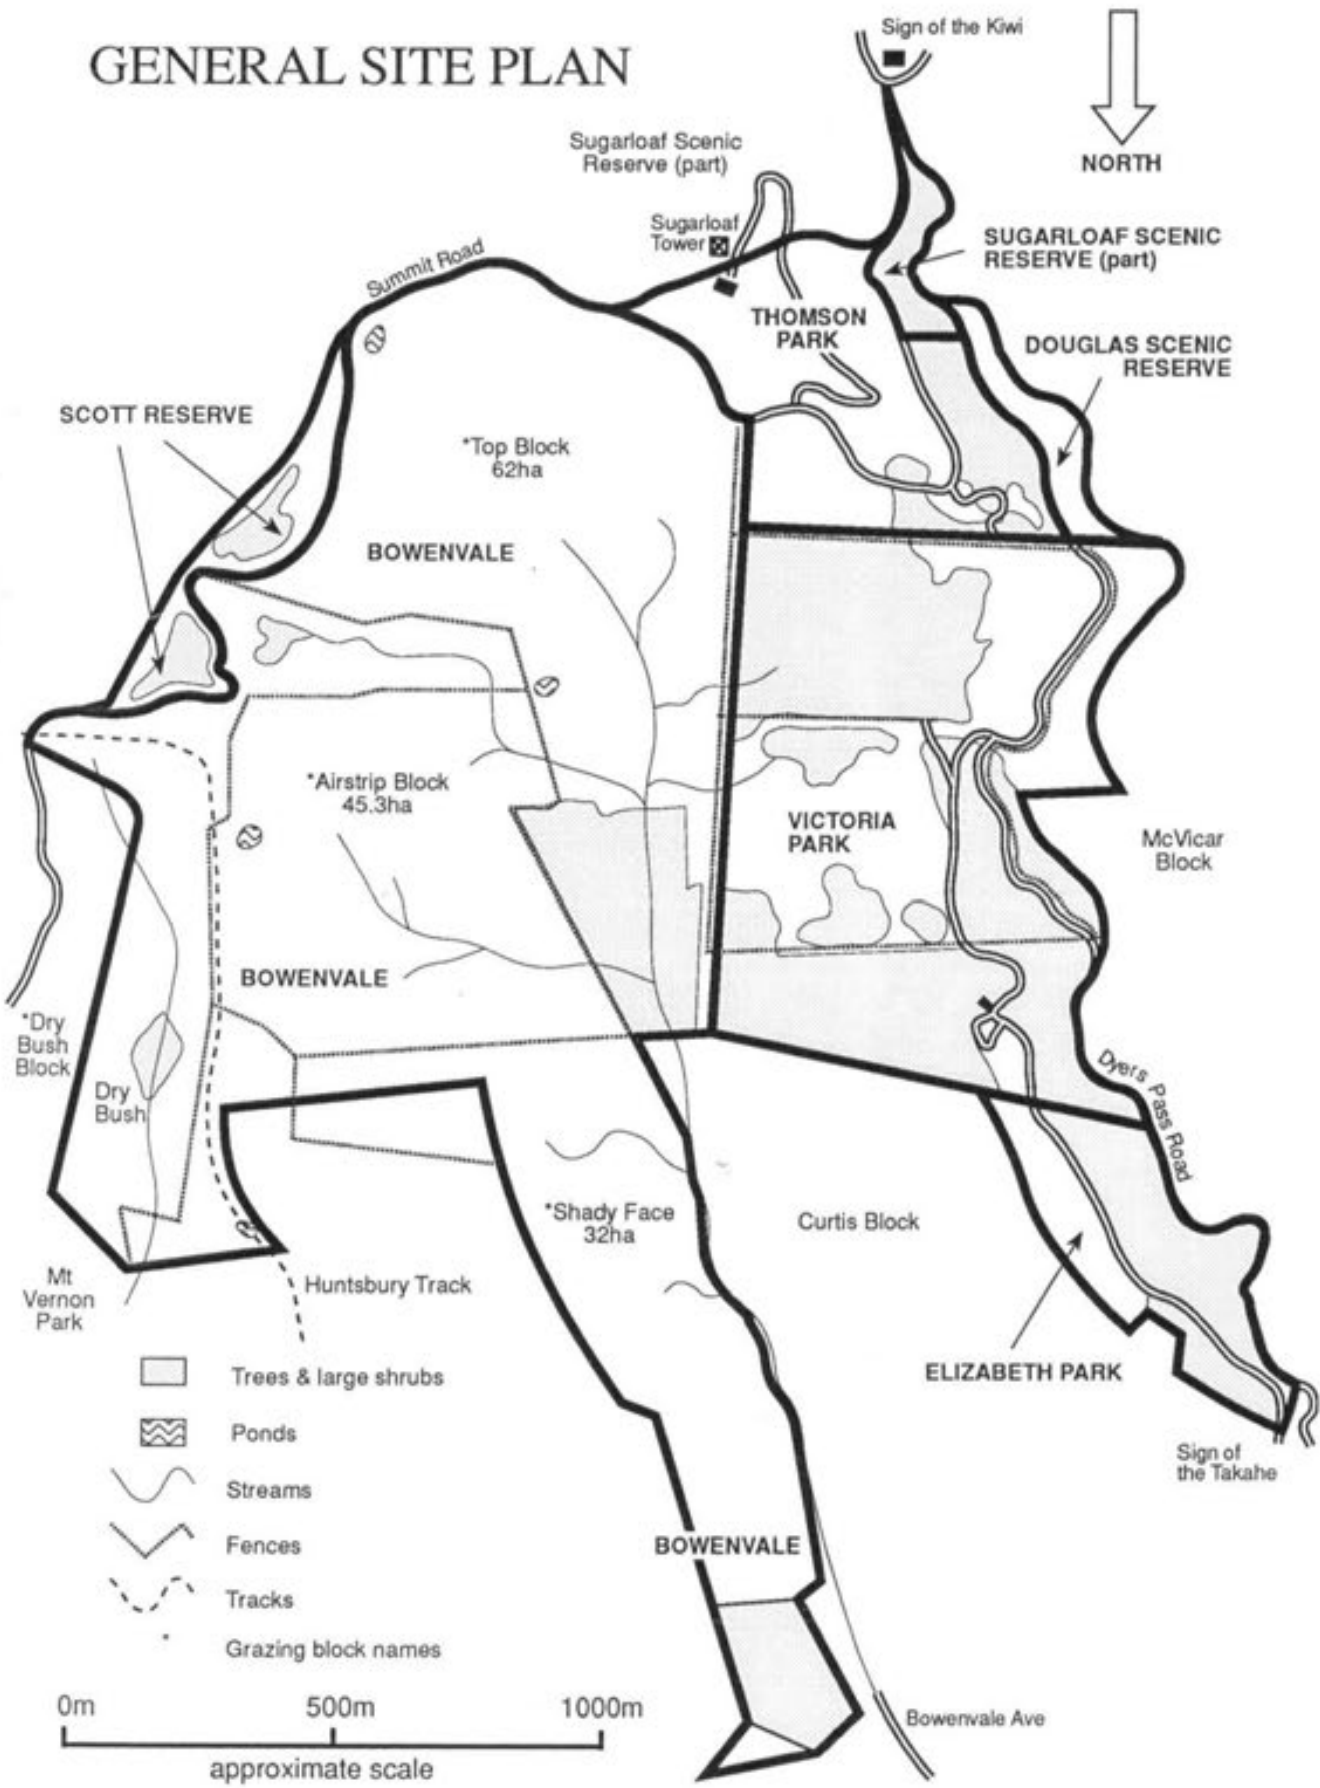 GENERAL SITE PLAN
Sign of the Kiwi
NORTH
Sugarloaf Scenic
Reserve (part)
Sugarloaf
Tower
SUGARLOAF SCENIC
RESERVE (part)
Summit Road
THOMSON
PARK
DOUGLAS SCENIC
RESERVE
SCOTT RESERVE
*Top Block
62ha
BOWENVALE
*Airstrip Block
45.3ha
VICTORIA
PARK
McVicar
Block
BOWENVALE
*Dry
Bush
Block
Dry
Bush
Dyers Pass Road
*Shady Face
32ha
Curtis Block
Mt
Vernon
Park
Huntsbury Track
ELIZABETH PARK
Trees & large shrubs
Ponds
Streams
Fences
Tracks
* Grazing block names
Sign of
the Takahe
BOWENVALE
0m 500m 1000m
approximate scale
Bowenvale Ave